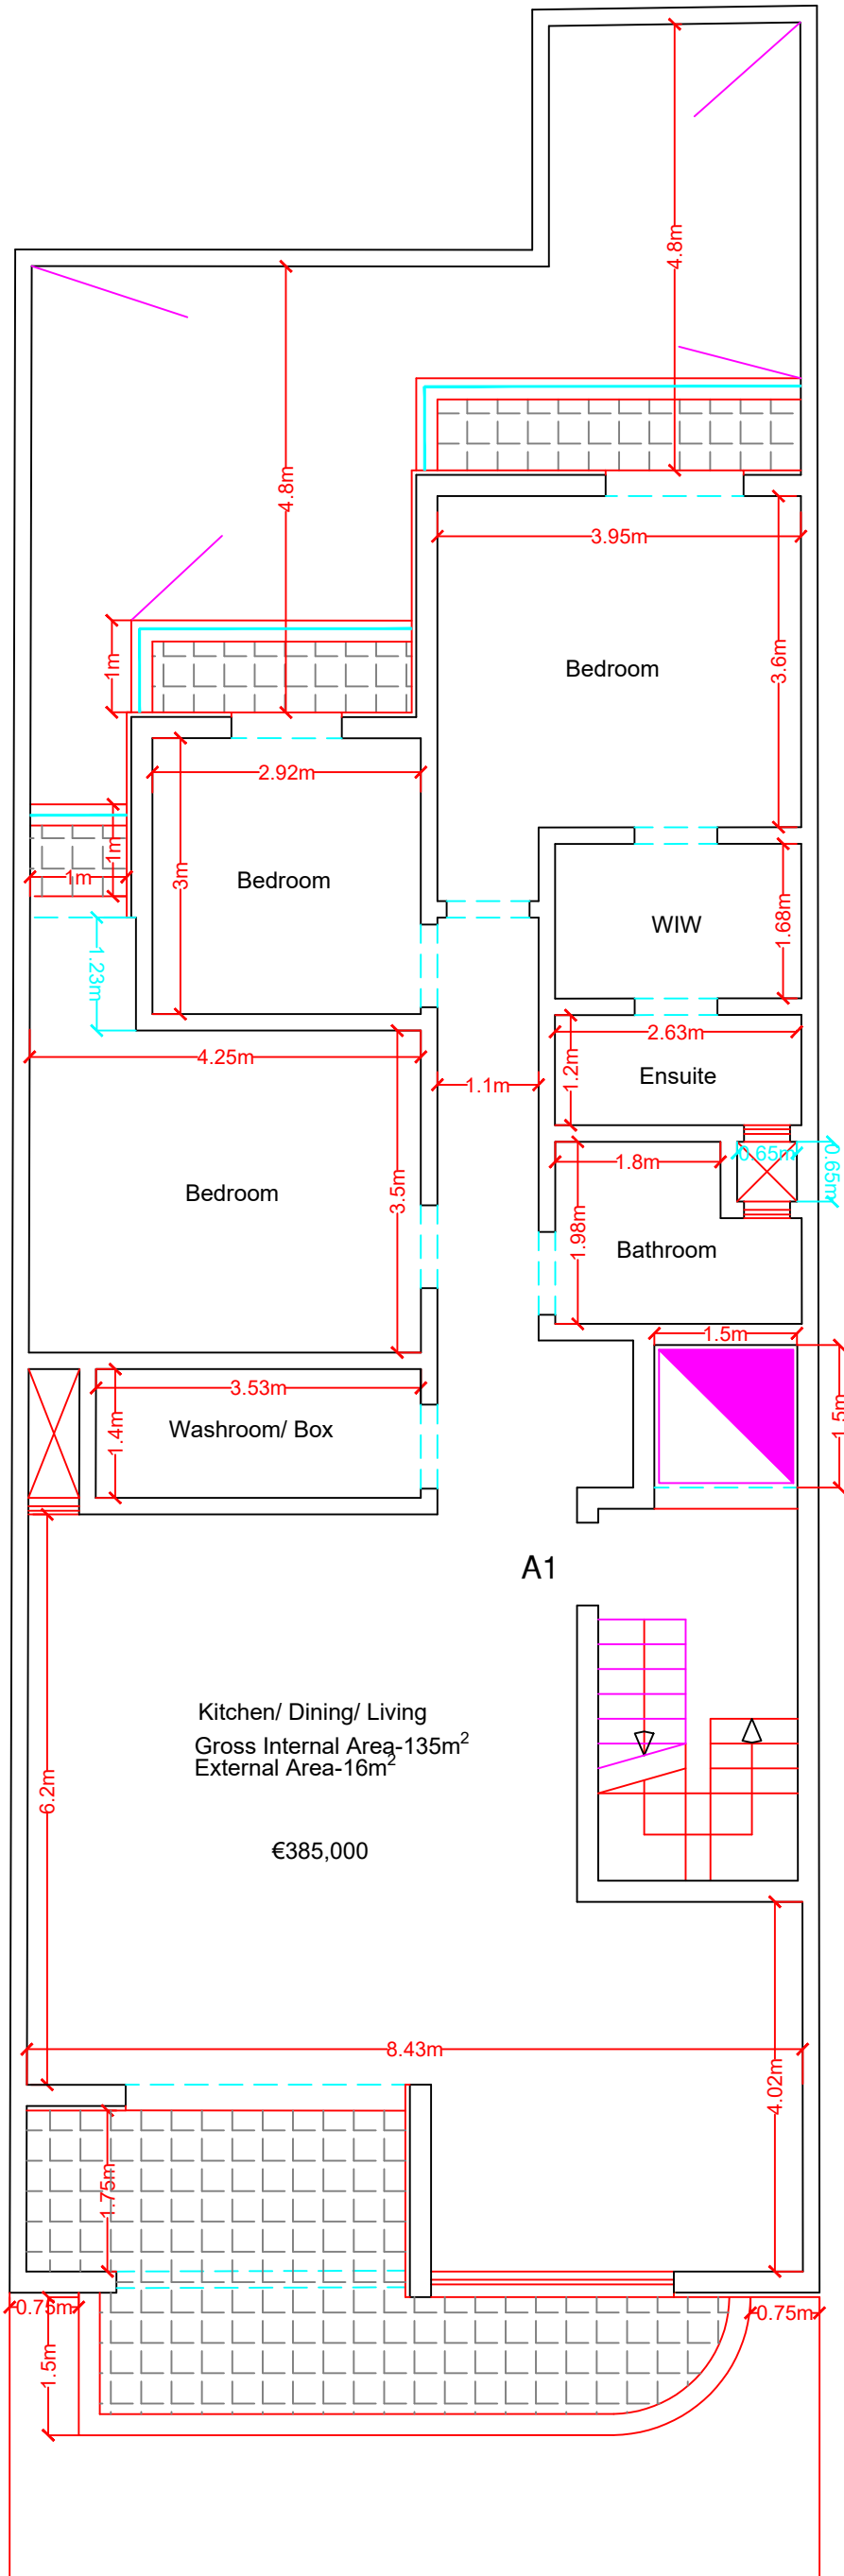 4.8m
4.8m
3.95m
3.6m
Bedroom
1m
2.92m
3m
Bedroom
1m
1m
1.23m
WIW
1.68m
4.25m
3.5m
1.1m
2.63m
1.2m
Ensuite
0.65m
0.65m
1.8m
1.98m
Bathroom
Bedroom
1.5m
1.5m
3.53m
1.4m
Washroom/ Box
A1
Kitchen/ Dining/ Living
Gross Internal Area-135m²
External Area-16m²
€385,000
6.2m
8.43m
4.02m
1.75m
0.75m
0.75m
1.5m